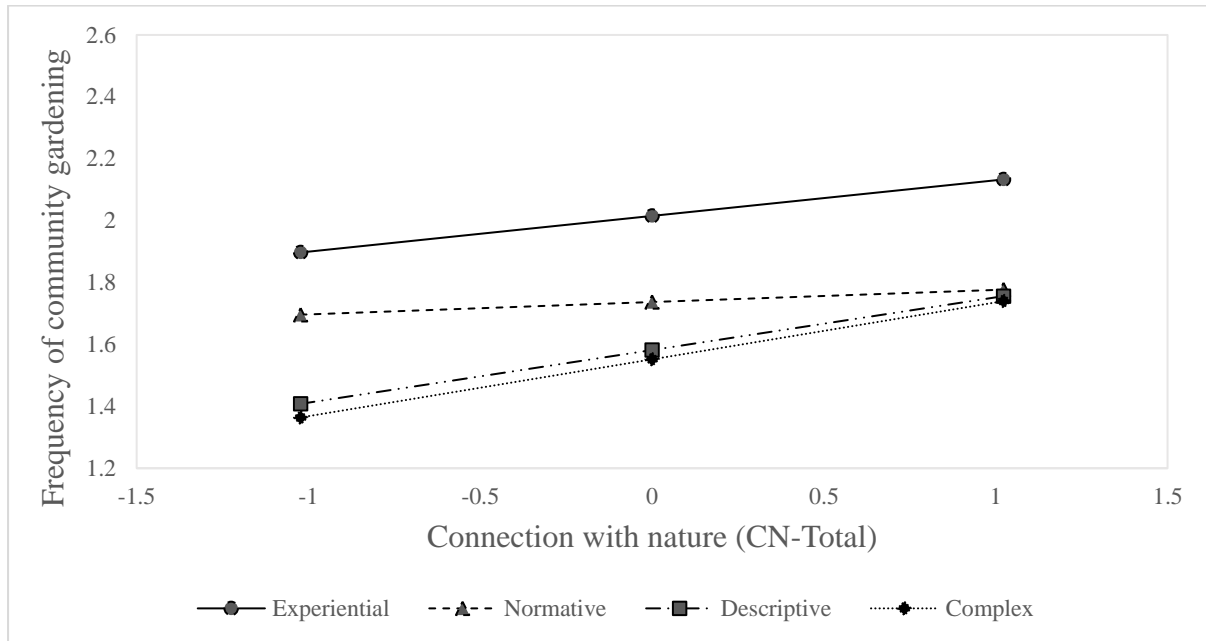 Frequency of community gardening
2.6
2.4
2.2
2
1.8
1.6
1.4
1.2
-1.5 -1 -0.5 0 0.5 1 1.5
Connection with nature (CN-Total)
Experiential Normative Descriptive Complex